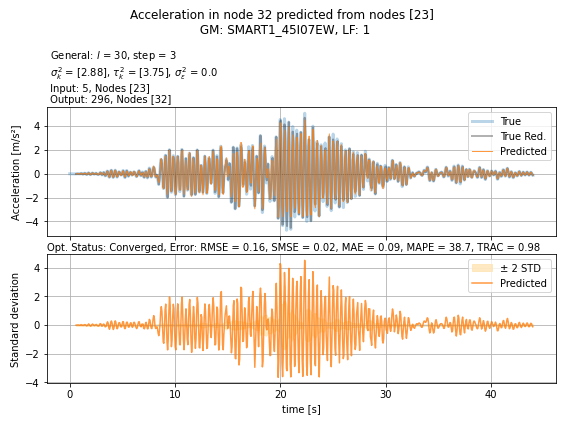 Acceleration in node 32 predicted from nodes [23]
GM: SMART1_45I07EW, LF: 1
General: l = 30, step = 3
σ²ₖ = [2.88], τ²ₖ = [3.75], σ²ε = 0.0
Input: 5, Nodes [23]
Output: 296, Nodes [32]
Acceleration [m/s²]
4
2
0
−2
−4
True
True Red.
Predicted
Opt. Status: Converged, Error: RMSE = 0.16, SMSE = 0.02, MAE = 0.09, MAPE = 38.7, TRAC = 0.98
Standard deviation
4
2
0
−2
−4
± 2 STD
Predicted
0
10
20
30
40
time [s]